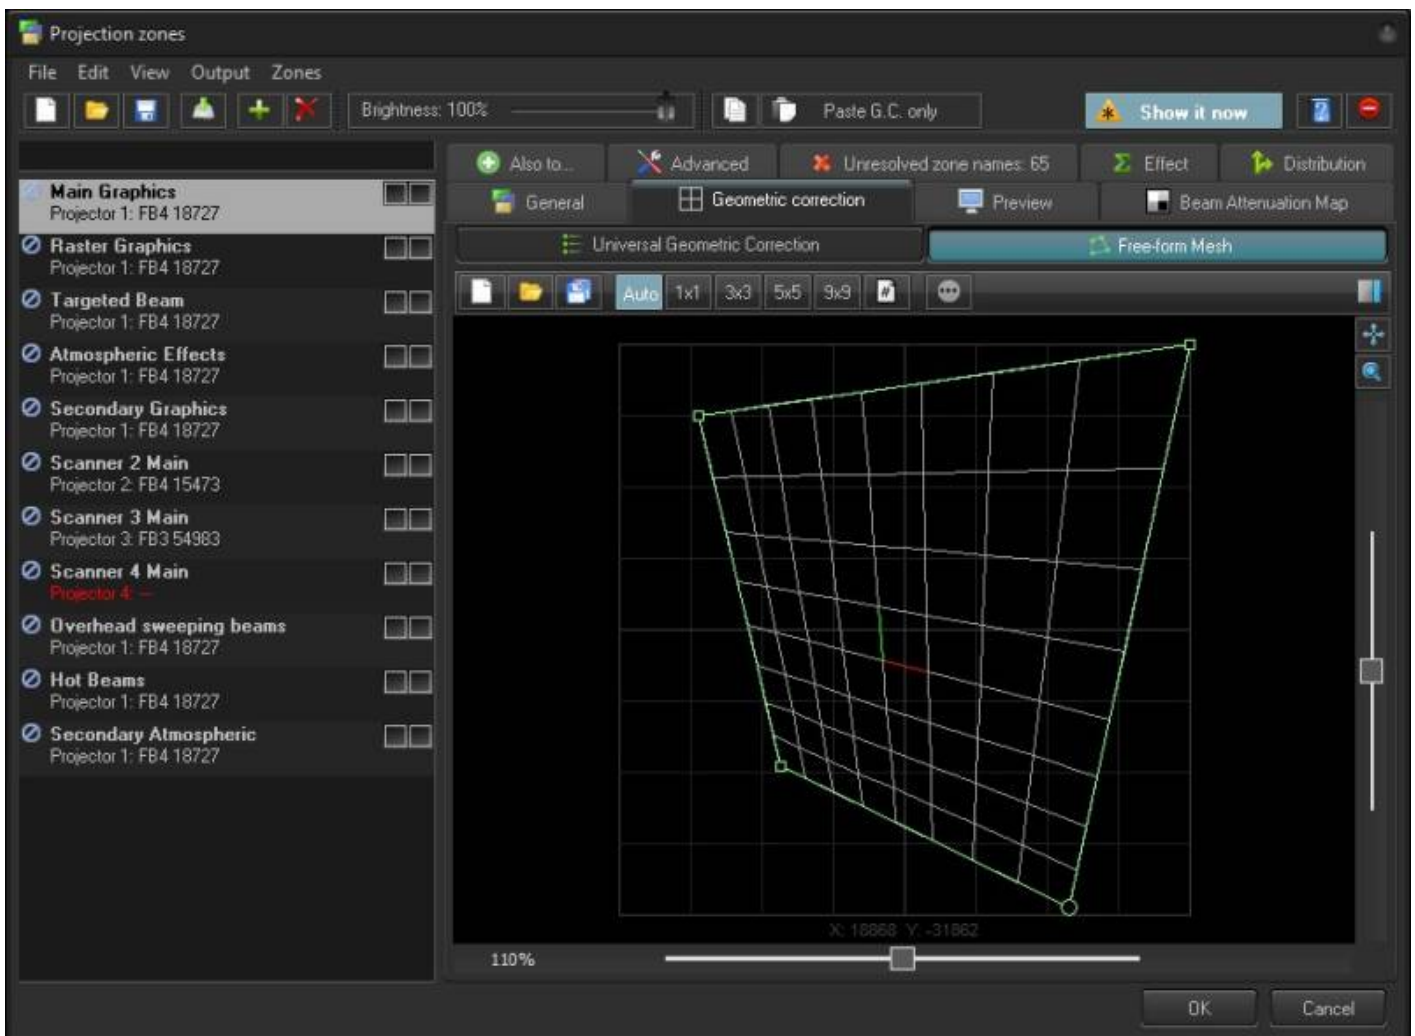 Projection zones
File Edit View Output Zones
Brightness: 100% Paste G.C. only Show it now
Also to... Advanced Unresolved zone names: 65 Effect Distribution
General Geometric correction Preview Beam Attenuation Map
Universal Geometric Correction Free-form Mesh
Auto 1x1 3x3 5x5 9x9 #
Main Graphics
Projector 1: FB4 18727
Raster Graphics
Projector 1: FB4 18727
Targeted Beam
Projector 1: FB4 18727
Atmospheric Effects
Projector 1: FB4 18727
Secondary Graphics
Projector 1: FB4 18727
Scanner 2 Main
Projector 2: FB4 15473
Scanner 3 Main
Projector 3: FB3 54983
Scanner 4 Main
Projector 4: --
Overhead sweeping beams
Projector 1: FB4 18727
Hot Beams
Projector 1: FB4 18727
Secondary Atmospheric
Projector 1: FB4 18727
X: 18868 Y: -31862
110%
OK Cancel